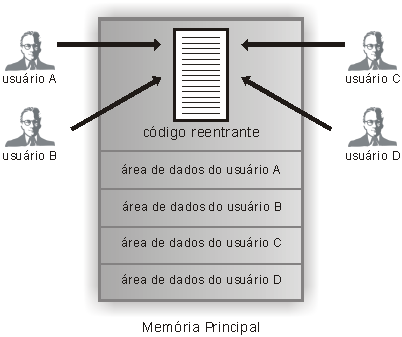 usuário A
usuário C
usuário B
usuário D
código reentrante
área de dados do usuário A
área de dados do usuário B
área de dados do usuário C
área de dados do usuário D
Memória Principal